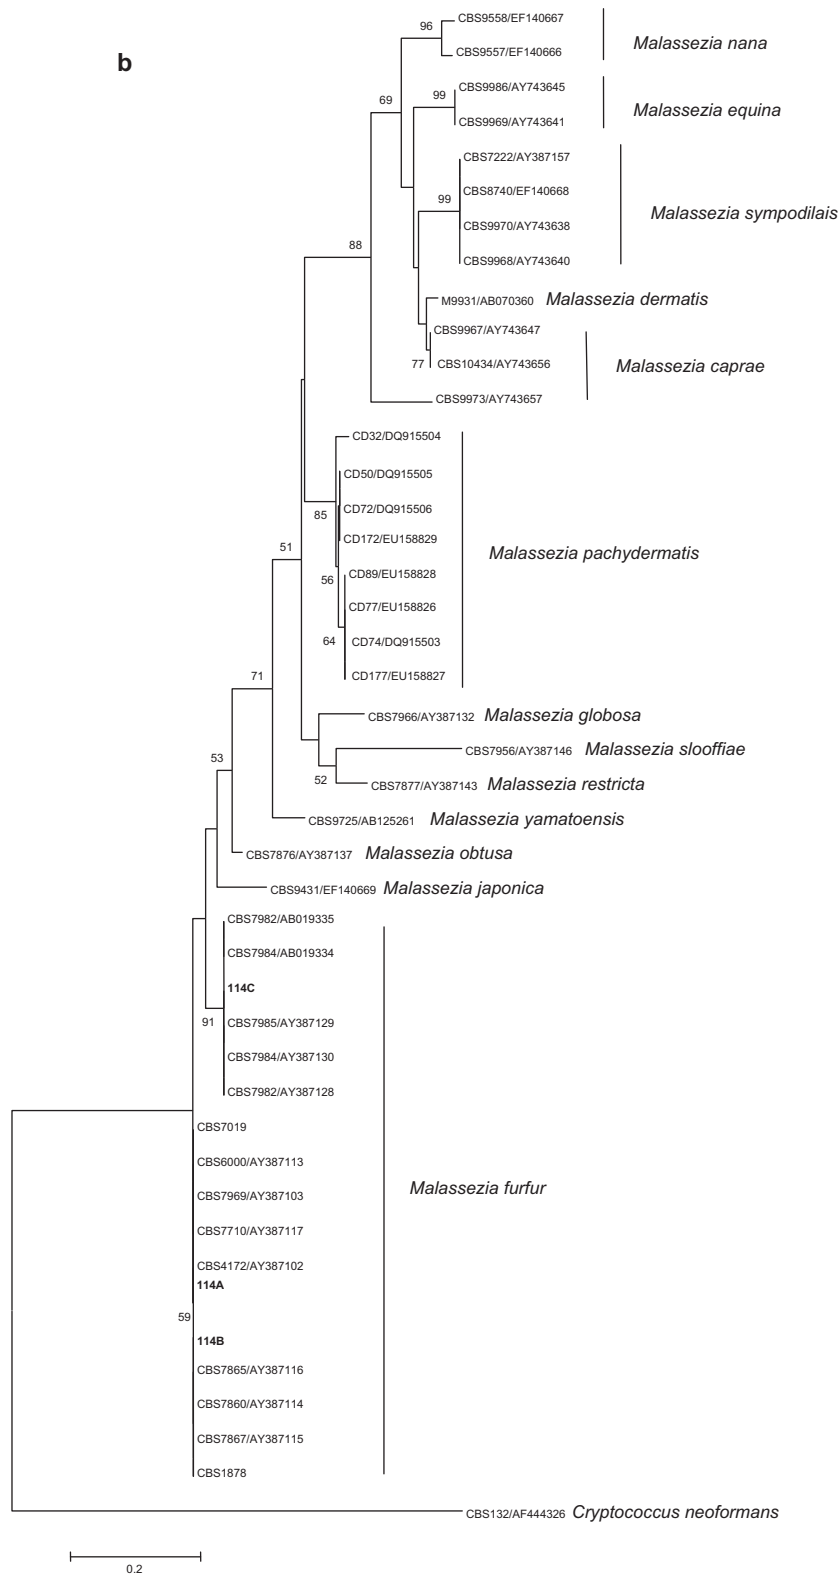 b
96
CBS9558/EF140667
Malassezia nana
CBS9557/EF140666
69
99
CBS9986/AY743645
Malassezia equina
CBS9969/AY743641
CBS7222/AY387157
CBS8740/EF140668
99
Malassezia sympodilais
CBS9970/AY743638
88
CBS9968/AY743640
M9931/AB070360 Malassezia dermatis
CBS9967/AY743647
77
CBS10434/AY743656
Malassezia caprae
CBS9973/AY743657
CD32/DQ915504
CD50/DQ915505
85
CD72/DQ915506
CD172/EU158829
51
Malassezia pachydermatis
56
CD89/EU158828
CD77/EU158826
64
CD74/DQ915503
71
CD177/EU158827
CBS7966/AY387132 Malassezia globosa
CBS7956/AY387146 Malassezia slooffiae
53
52
CBS7877/AY387143 Malassezia restricta
CBS9725/AB125261 Malassezia yamatoensis
CBS7876/AY387137 Malassezia obtusa
CBS9431/EF140669 Malassezia japonica
CBS7982/AB019335
CBS7984/AB019334
114C
91
CBS7985/AY387129
CBS7984/AY387130
CBS7982/AY387128
CBS7019
CBS6000/AY387113
Malassezia furfur
CBS7969/AY387103
CBS7710/AY387117
CBS4172/AY387102
114A
59
114B
CBS7865/AY387116
CBS7860/AY387114
CBS7867/AY387115
CBS1878
CBS132/AF444326 Cryptococcus neoformans
0.2